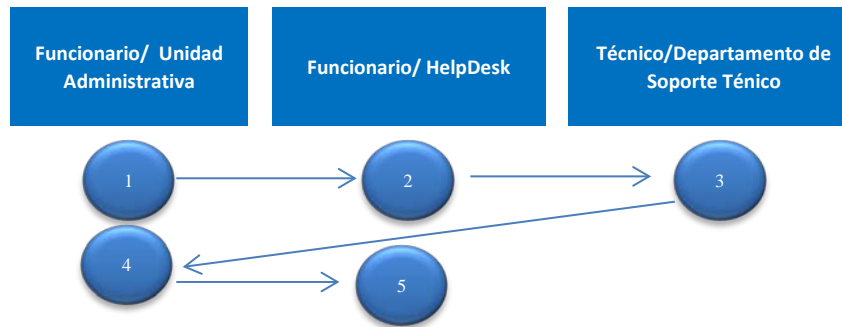 Funcionario/ Unidad
Administrativa
Funcionario/ HelpDesk
Técnico/Departamento de
Soporte Ténico
1
2
3
4
5